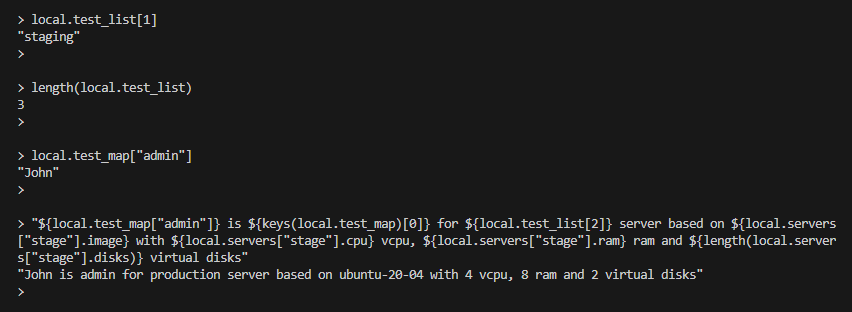 > local.test_list[1]
"staging"
>
> length(local.test_list)
3
>
> local.test_map["admin"]
"John"
>
> "${local.test_map["admin"]} is ${keys(local.test_map)[0]} for ${local.test_list[2]} server based on ${local.servers
["stage"].image} with ${local.servers["stage"].cpu} vcpu, ${local.servers["stage"].ram} ram and ${length(local.server
s["stage"].disks)} virtual disks"
"John is admin for production server based on ubuntu-20-04 with 4 vcpu, 8 ram and 2 virtual disks"
>